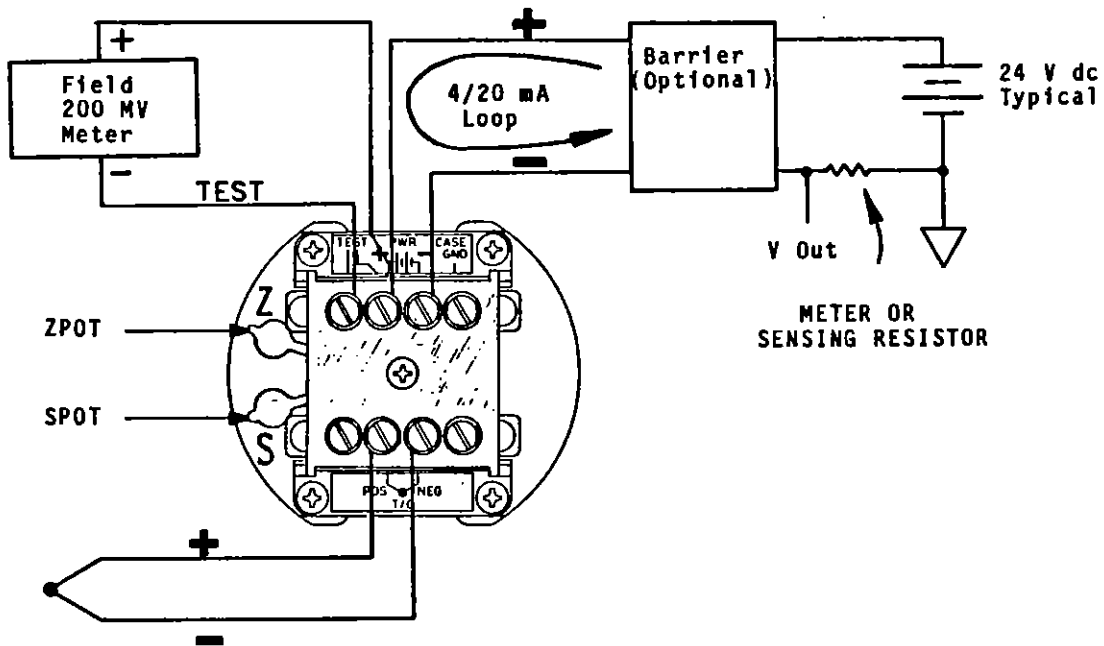 +
Field
200 MV
Meter
−
TEST
+
4/20 mA
Loop
−
Barrier
(Optional)
24 V dc
Typical
V Out
METER OR
SENSING RESISTOR
TEST + PWR − CASE
GND
Z
ZPOT
SPOT
S
POS NEG
T/C
+
−